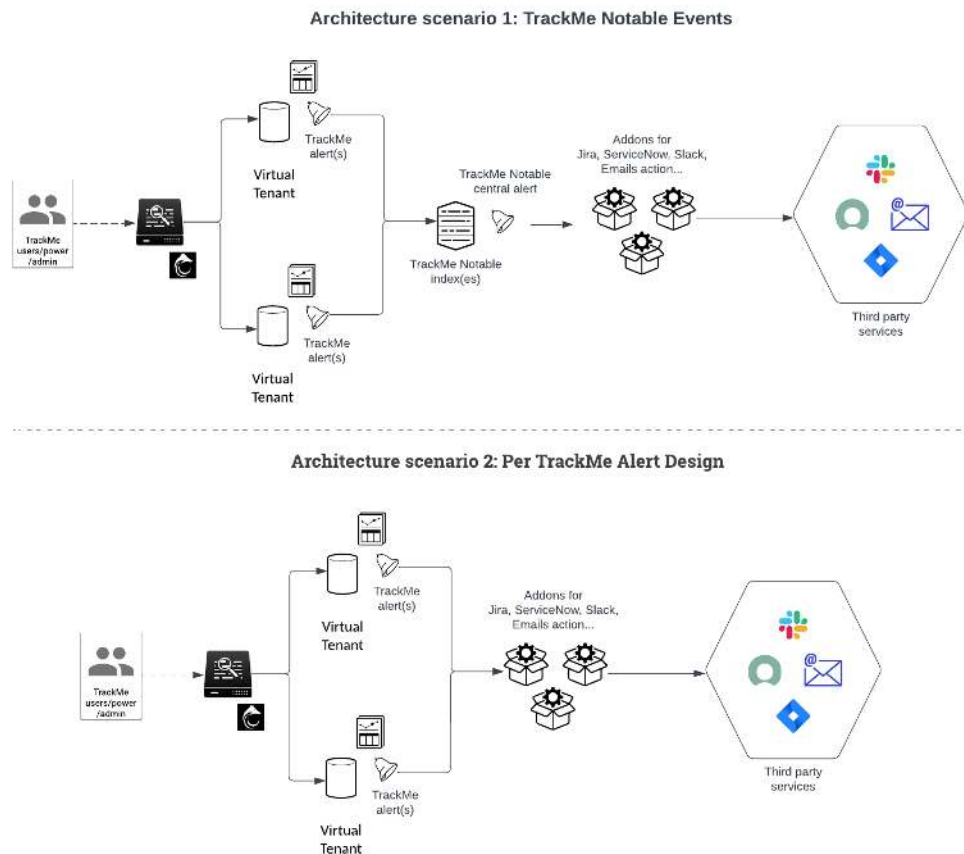 Architecture scenario 1: TrackMe Notable Events
TrackMe
alert(s)
Virtual
Tenant
TrackMe
users/power
/admin
TrackMe Notable
central alert
TrackMe Notable
index(es)
Addons for
Jira, ServiceNow, Slack,
Emails action...
@
Third party
services
TrackMe
alert(s)
Virtual
Tenant
Architecture scenario 2: Per TrackMe Alert Design
TrackMe
alert(s)
Virtual
Tenant
TrackMe
users/power
/admin
Addons for
Jira, ServiceNow, Slack,
Emails action...
@
Third party
services
TrackMe
alert(s)
Virtual
Tenant